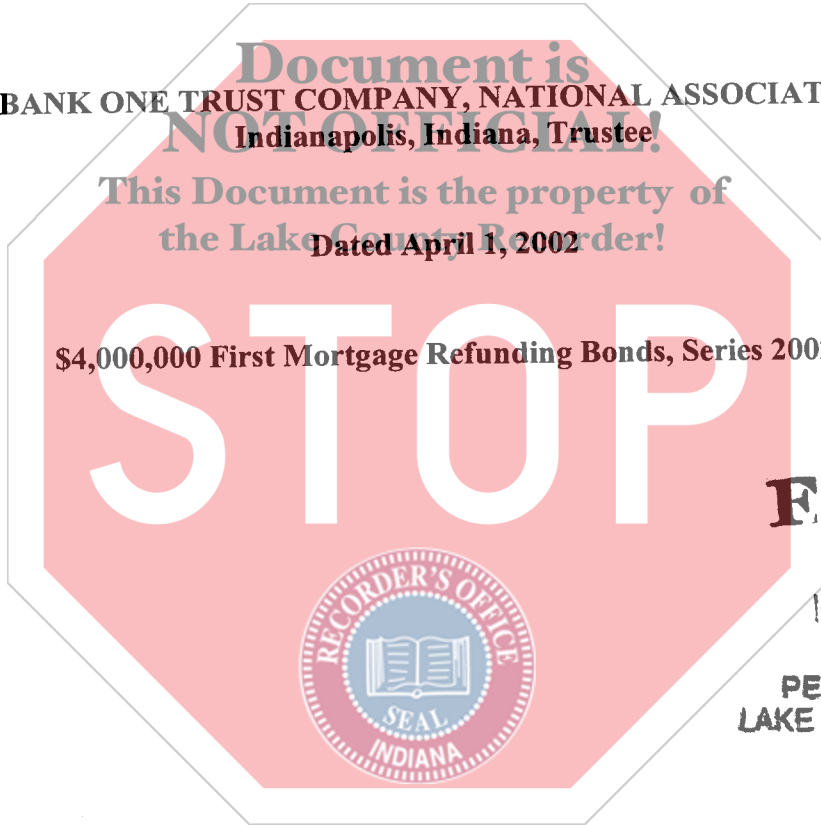 Document is
BANK ONE TRUST COMPANY, NATIONAL ASSOCIAT
NOT OFFICIAL!
Indianapolis, Indiana, Trustee
This Document is the property of
the Lake County Recorder!
Dated April 1, 2002
$4,000,000 First Mortgage Refunding Bonds, Series 200
STOP
F
RECORDER'S OFFICE
SEAL
INDIANA
PE
LAKE